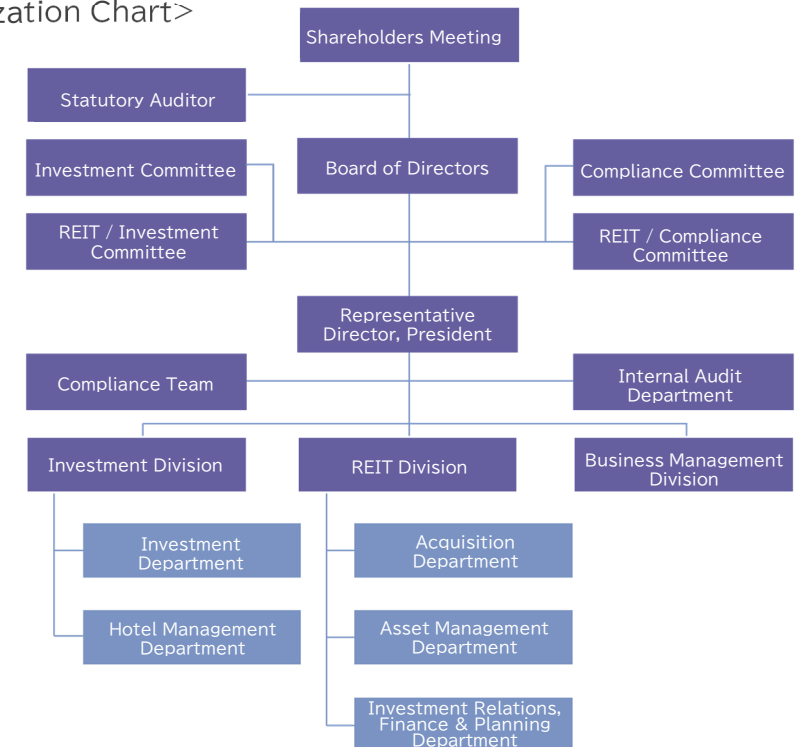 zation Chart>
Shareholders Meeting
Statutory Auditor
Investment Committee
Board of Directors
Compliance Committee
REIT / Investment
Committee
REIT / Compliance
Committee
Representative
Director, President
Compliance Team
Internal Audit
Department
Investment Division
REIT Division
Business Management
Division
Investment
Department
Acquisition
Department
Hotel Management
Department
Asset Management
Department
Investment Relations,
Finance & Planning
Department